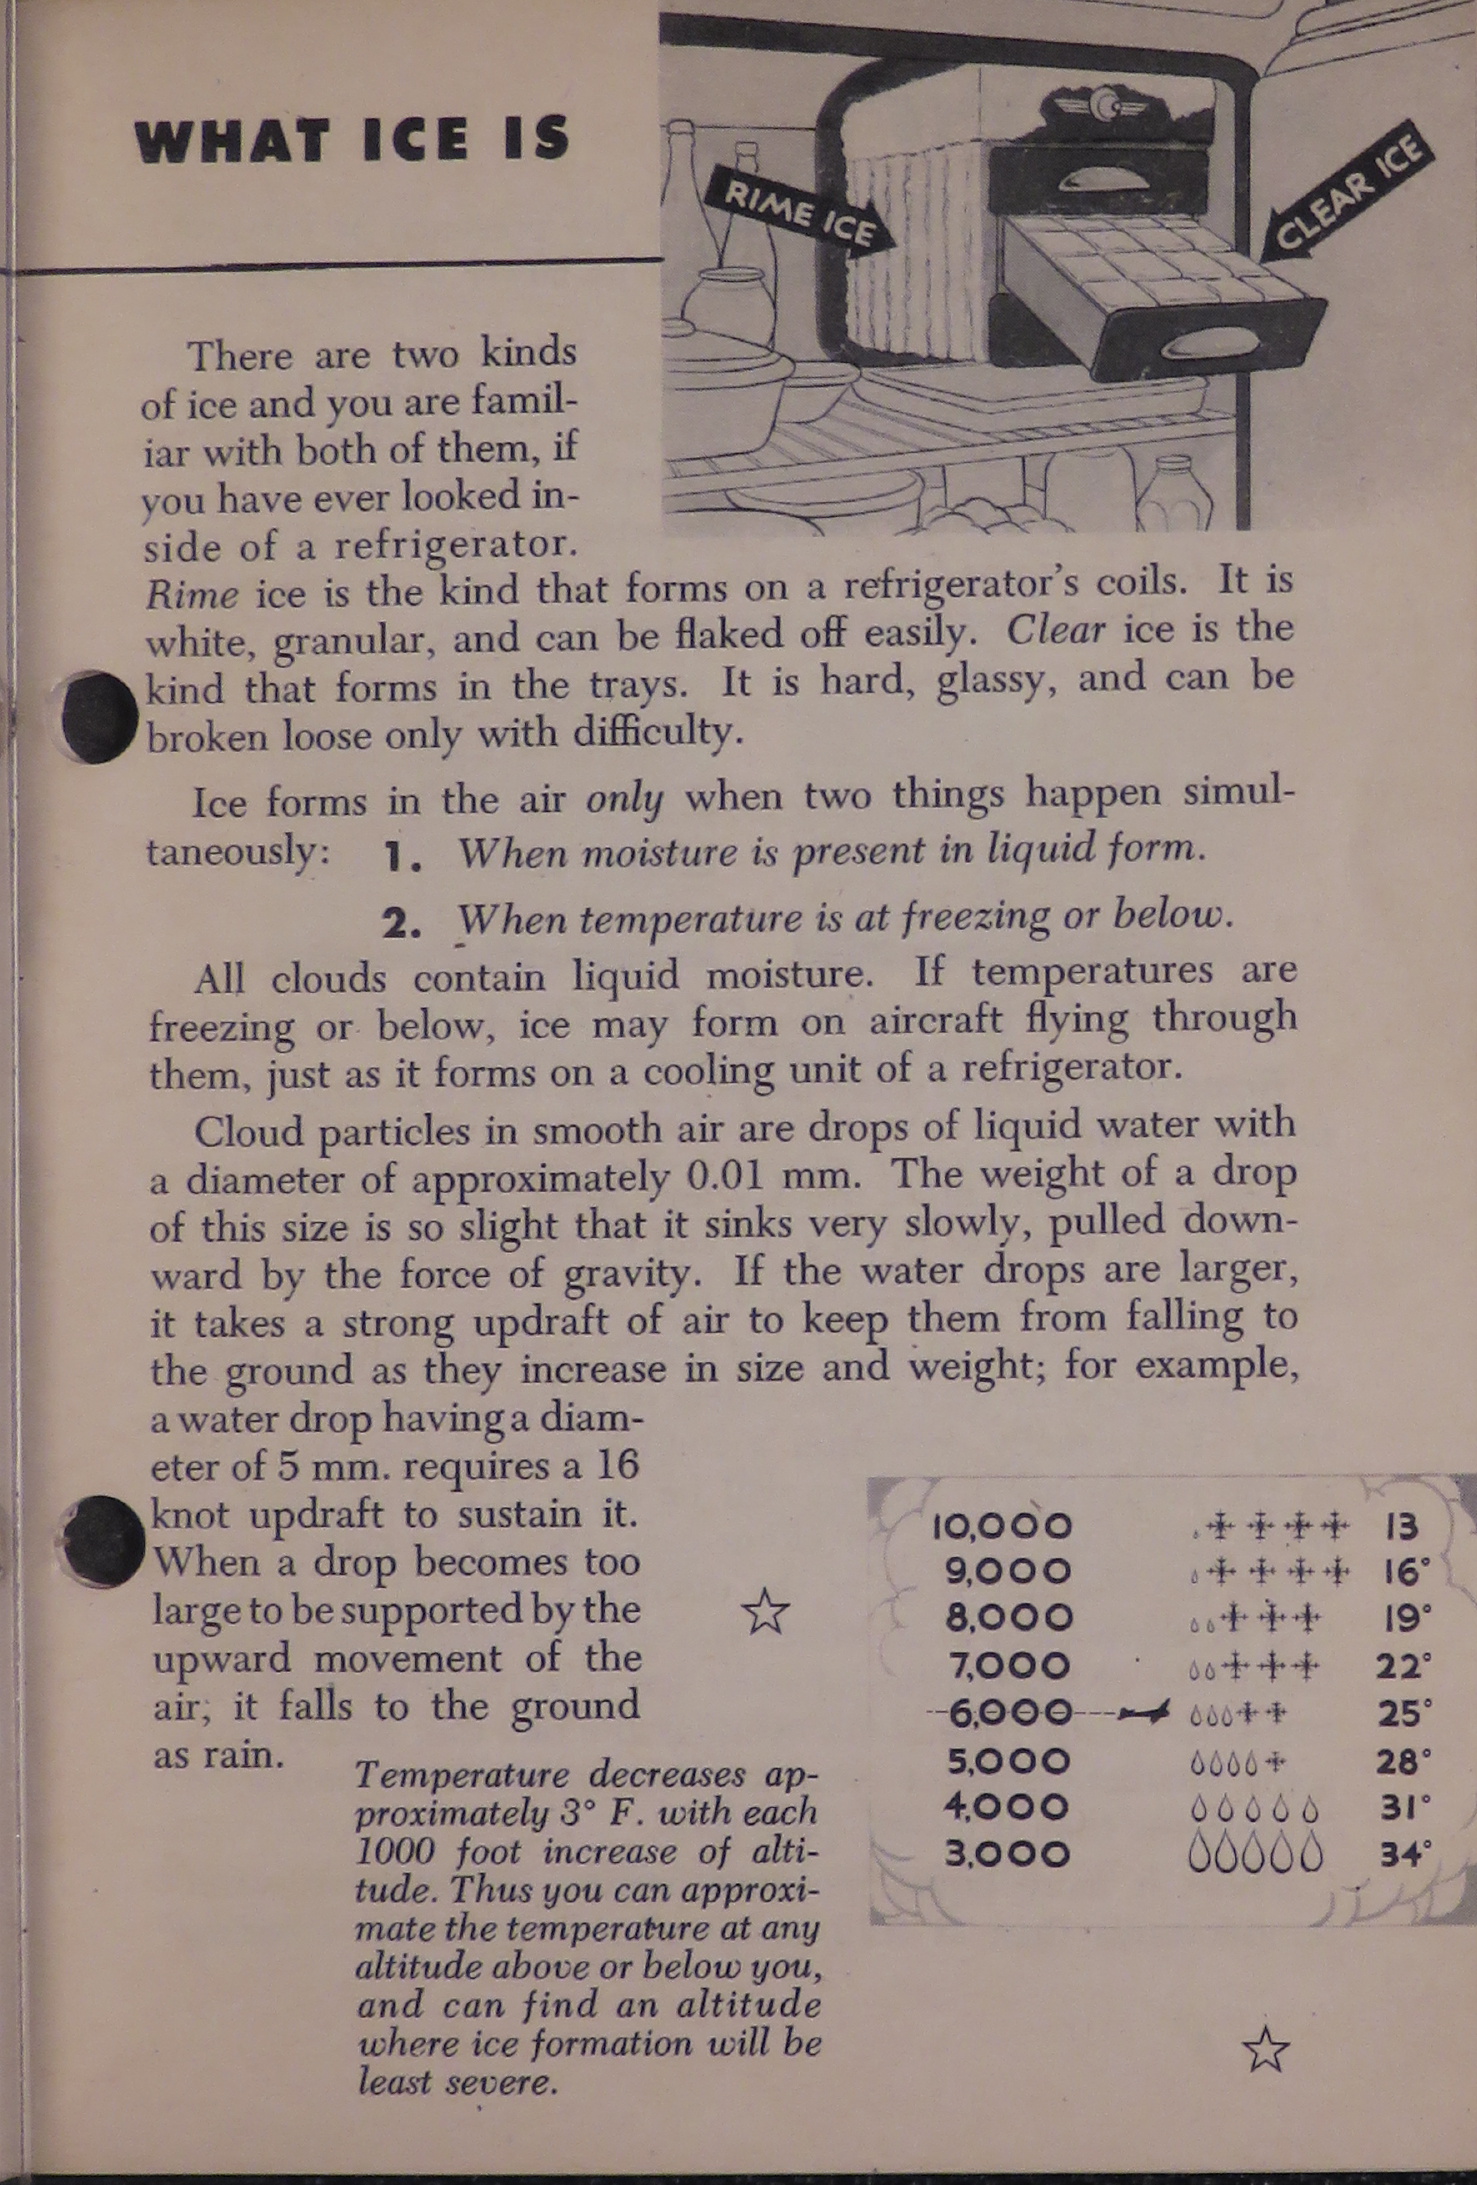 WHAT ICE IS
RIME ICE
CLEAR ICE
There are two kinds
of ice and you are famil-
iar with both of them, if
you have ever looked in-
side of a refrigerator.
Rime ice is the kind that forms on a refrigerator's coils. It is
white, granular, and can be flaked off easily. Clear ice is the
kind that forms in the trays. It is hard, glassy, and can be
broken loose only with difficulty.
Ice forms in the air only when two things happen simul-
taneously: 1. When moisture is present in liquid form.
2. When temperature is at freezing or below.
All clouds contain liquid moisture. If temperatures are
freezing or below, ice may form on aircraft flying through
them, just as it forms on a cooling unit of a refrigerator.
Cloud particles in smooth air are drops of liquid water with
a diameter of approximately 0.01 mm. The weight of a drop
of this size is so slight that it sinks very slowly, pulled down-
ward by the force of gravity. If the water drops are larger,
it takes a strong updraft of air to keep them from falling to
the ground as they increase in size and weight; for example,
a water drop having a diam-
eter of 5 mm. requires a 16
knot updraft to sustain it.
When a drop becomes too
large to be supported by the
upward movement of the
air, it falls to the ground
as rain.
Temperature decreases ap-
proximately 3° F. with each
1000 foot increase of alti-
tude. Thus you can approxi-
mate the temperature at any
altitude above or below you,
and can find an altitude
where ice formation will be
least severe.
10,000 13
9,000 16°
8,000 19°
7,000 22°
6,000 25°
5,000 28°
4,000 31°
3,000 34°